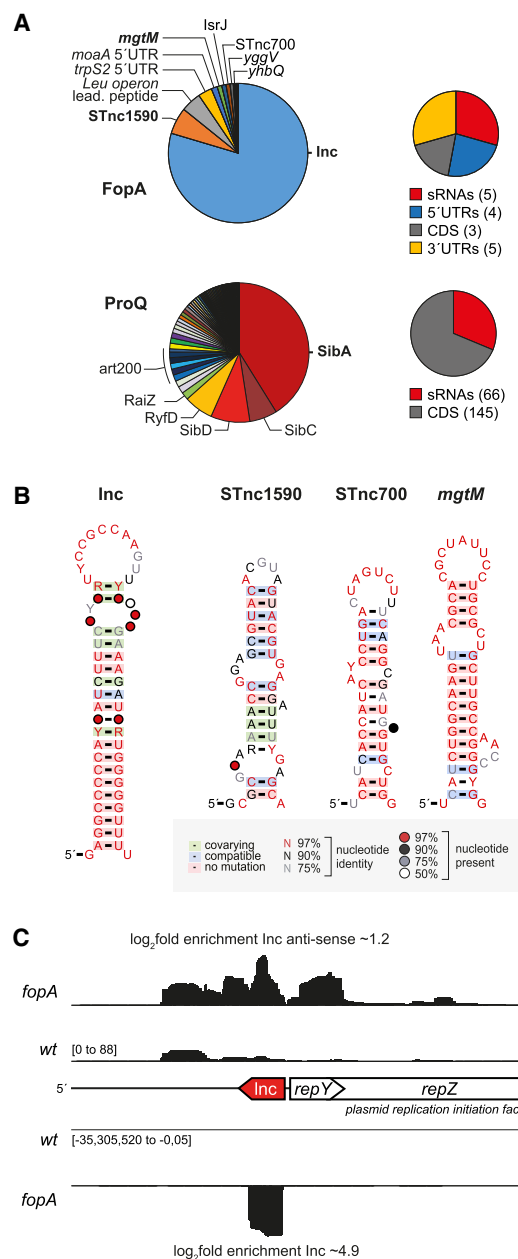 A
IsrJ
mgtM
STnc700
moaA 5´UTR
yggV
trpS2 5´UTR
yhbQ
Leu operon
lead. peptide
STnc1590
Inc
FopA
sRNAs (5)
5´UTRs (4)
CDS (3)
3´UTRs (5)
ProQ
SibA
art200
RaiZ
RyfD
SibD
SibC
sRNAs (66)
CDS (145)
B
Inc
STnc1590
STnc700
mgtM
5´
5´
5´
5´
covarying
compatible
no mutation
N 97%
N 90%
N 75%
nucleotide
identity
97%
90%
75%
50%
nucleotide
present
C
log2fold enrichment Inc anti-sense ~1.2
fopA
wt
[0 to 88]
5´
Inc
repY
repZ
plasmid replication initiation fac
wt
[-35,305,520 to -0,05]
fopA
log2fold enrichment Inc ~4.9